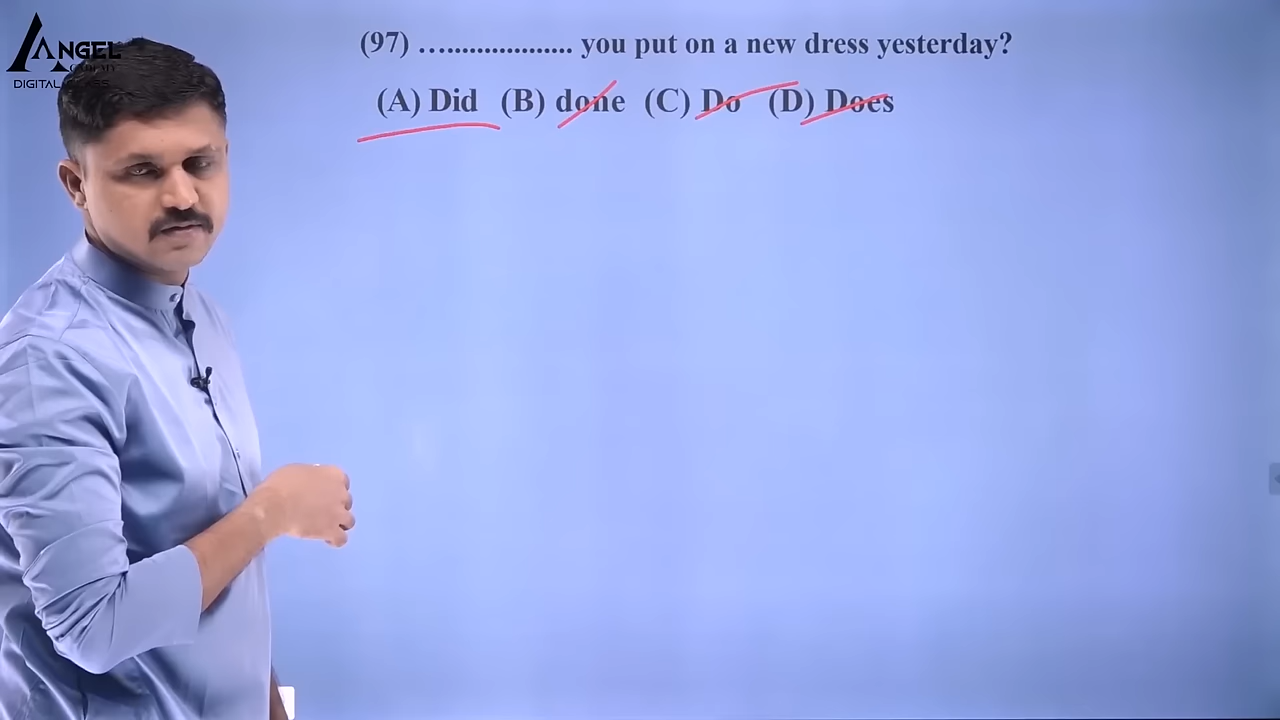 ANGEL
DIGITAL
(97) ….................. you put on a new dress yesterday?
(A) Did (B) done (C) Do (D) Does